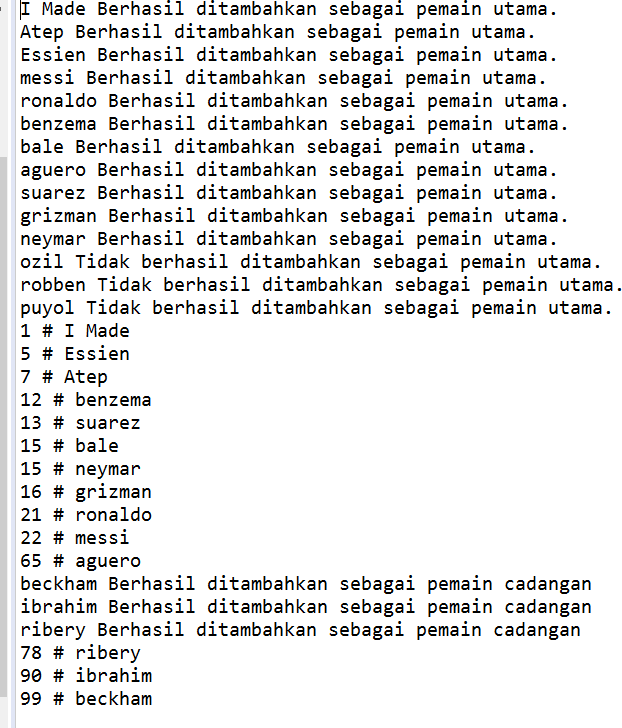 I Made Berhasil ditambahkan sebagai pemain utama.
Atep Berhasil ditambahkan sebagai pemain utama.
Essien Berhasil ditambahkan sebagai pemain utama.
messi Berhasil ditambahkan sebagai pemain utama.
ronaldo Berhasil ditambahkan sebagai pemain utama.
benzema Berhasil ditambahkan sebagai pemain utama.
bale Berhasil ditambahkan sebagai pemain utama.
aguero Berhasil ditambahkan sebagai pemain utama.
suarez Berhasil ditambahkan sebagai pemain utama.
grizman Berhasil ditambahkan sebagai pemain utama.
neymar Berhasil ditambahkan sebagai pemain utama.
ozil Tidak berhasil ditambahkan sebagai pemain utama.
robben Tidak berhasil ditambahkan sebagai pemain utama.
puyol Tidak berhasil ditambahkan sebagai pemain utama.
1 # I Made
5 # Essien
7 # Atep
12 # benzema
13 # suarez
15 # bale
15 # neymar
16 # grizman
21 # ronaldo
22 # messi
65 # aguero
beckham Berhasil ditambahkan sebagai pemain cadangan
ibrahim Berhasil ditambahkan sebagai pemain cadangan
ribery Berhasil ditambahkan sebagai pemain cadangan
78 # ribery
90 # ibrahim
99 # beckham